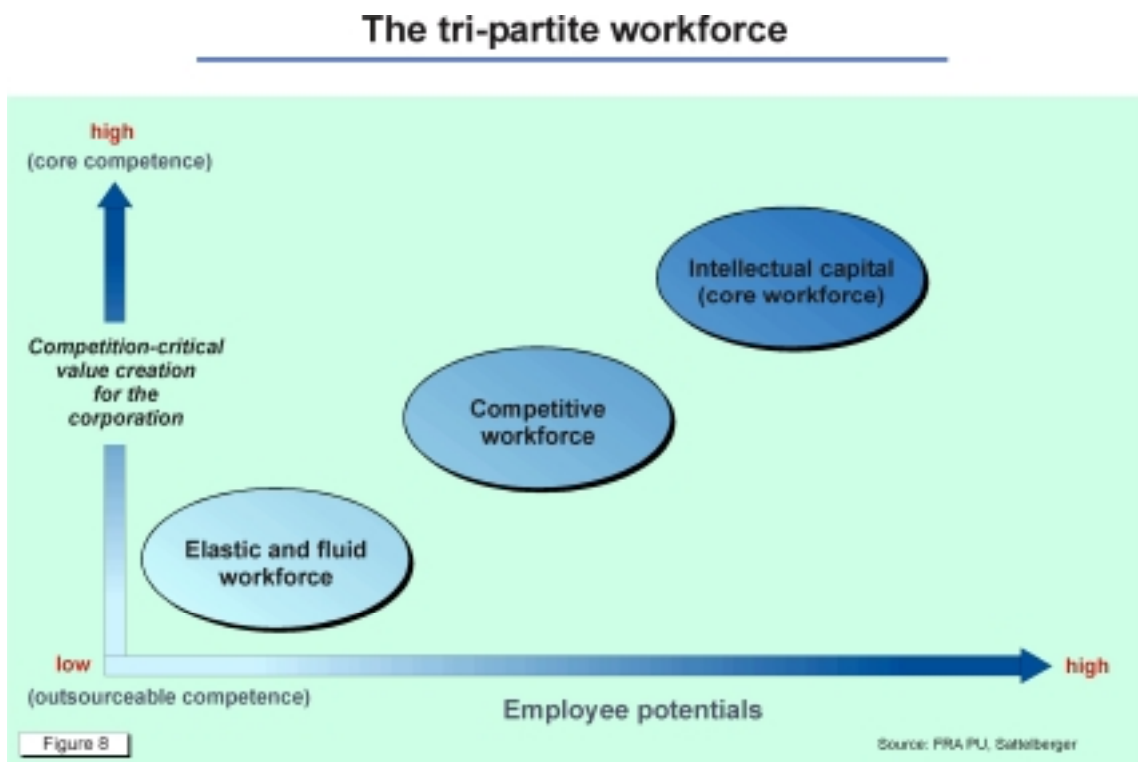 The tri-partite workforce
high
(core competence)
Intellectual capital
(core workforce)
Competition-critical
value creation
for the
corporation
Competitive
workforce
Elastic and fluid
workforce
low
high
(outsourceable competence)
Employee potentials
Figure 8
Source: FRA PU, Sattelberger